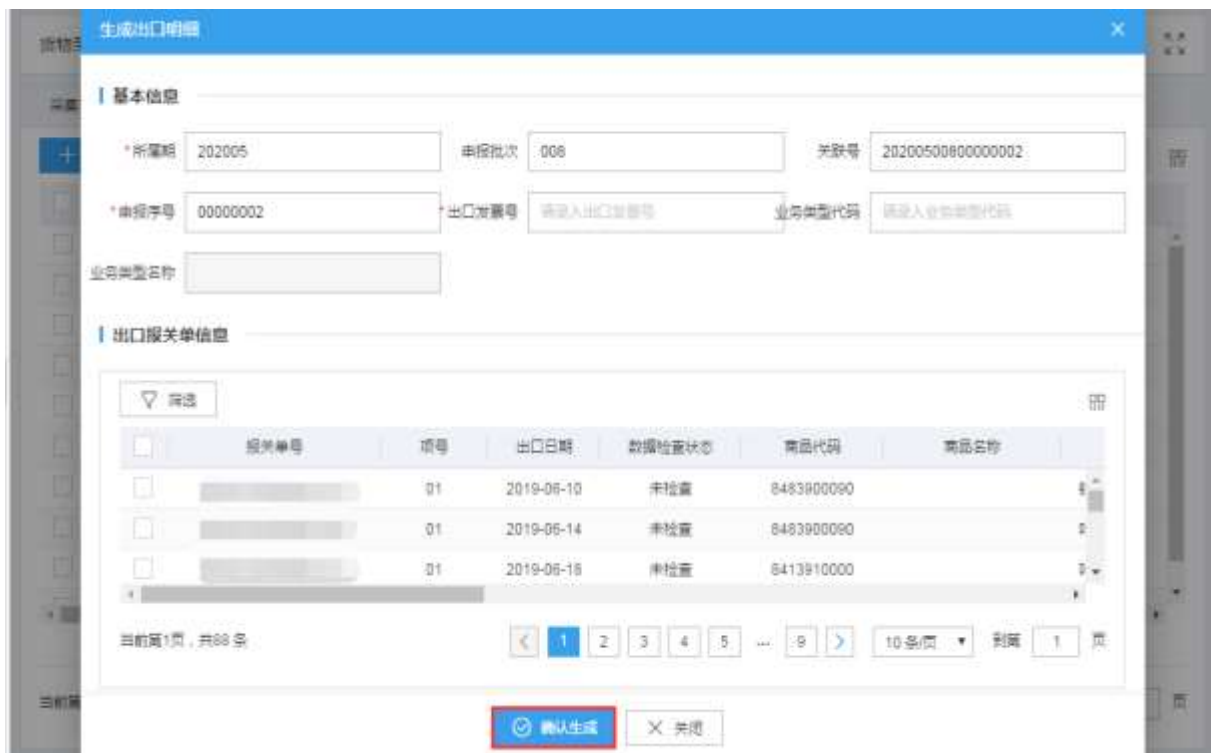 生成出口明细
基本信息
*所属期 202005 申报批次 008 关联号 20200500800000002
*申报序号 00000002 *出口发票号 请录入出口发票号 业务类型代码 请录入业务类型代码
业务类型名称
出口报关单信息
筛选
报关单号 项号 出口日期 数据检查状态 商品代码 商品名称
01 2019-06-10 未检查 8483900090
01 2019-06-14 未检查 8483900090
01 2019-06-18 未检查 8413910000
当前第1页，共88 条 1 2 3 4 5 ... 9 10 条/页 到第 1 页
当前第 页
确认生成 关闭